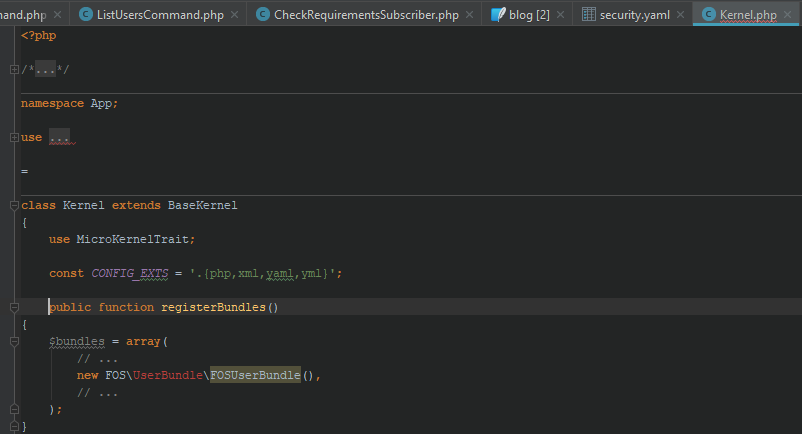 mand.php ListUsersCommand.php CheckRequirementsSubscriber.php blog [2] security.yaml Kernel.php
<?php
/*...*/
namespace App;
use ...
=
class Kernel extends BaseKernel
{
use MicroKernelTrait;
const CONFIG_EXTS = '.{php,xml,yaml,yml}';
public function registerBundles()
{
$bundles = array(
// ...
new FOS\UserBundle\FOSUserBundle(),
// ...
);
}